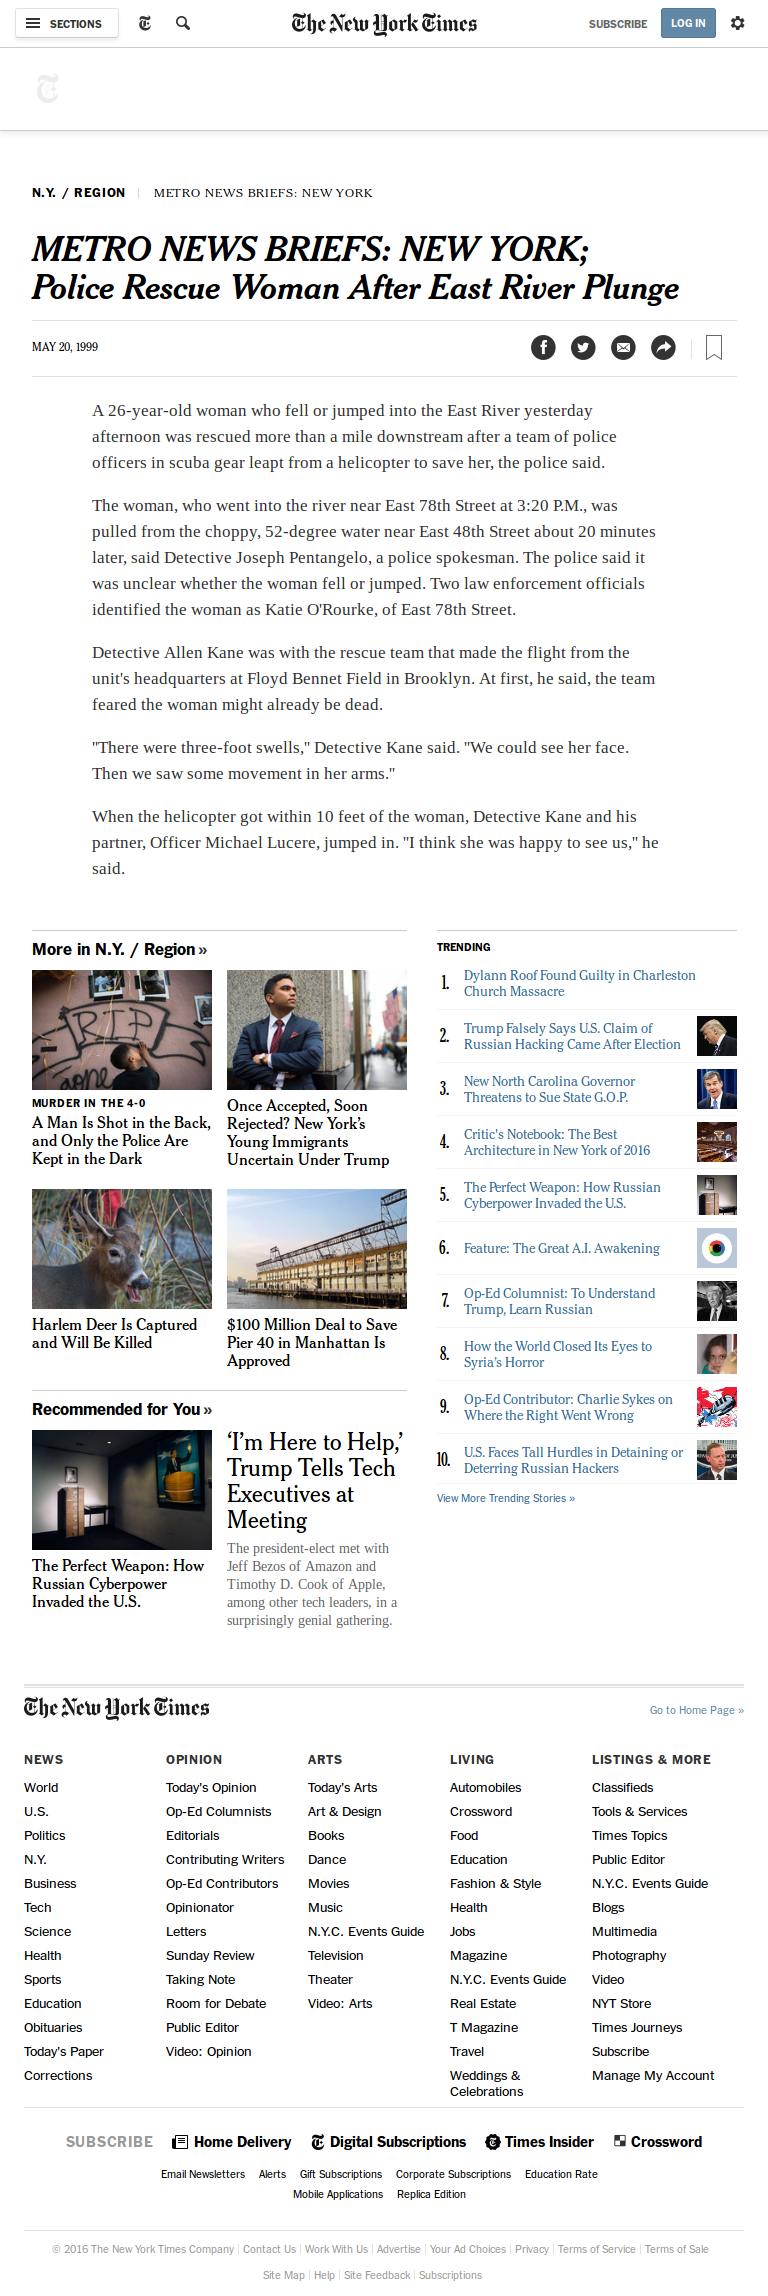 SECTIONS
The New York Times
SUBSCRIBE
LOG IN
N.Y. / REGION
METRO NEWS BRIEFS: NEW YORK
METRO NEWS BRIEFS: NEW YORK;
Police Rescue Woman After East River Plunge
MAY 20, 1999
A 26-year-old woman who fell or jumped into the East River yesterday
afternoon was rescued more than a mile downstream after a team of police
officers in scuba gear leapt from a helicopter to save her, the police said.
The woman, who went into the river near East 78th Street at 3:20 P.M., was
pulled from the choppy, 52-degree water near East 48th Street about 20 minutes
later, said Detective Joseph Pentangelo, a police spokesman. The police said it
was unclear whether the woman fell or jumped. Two law enforcement officials
identified the woman as Katie O'Rourke, of East 78th Street.
Detective Allen Kane was with the rescue team that made the flight from the
unit's headquarters at Floyd Bennet Field in Brooklyn. At first, he said, the team
feared the woman might already be dead.
"There were three-foot swells," Detective Kane said. "We could see her face.
Then we saw some movement in her arms."
When the helicopter got within 10 feet of the woman, Detective Kane and his
partner, Officer Michael Lucere, jumped in. "I think she was happy to see us," he
said.
More in N.Y. / Region »
RIP
gone
MURDER IN THE 4-0
A Man Is Shot in the Back,
and Only the Police Are
Kept in the Dark
Once Accepted, Soon
Rejected? New York's
Young Immigrants
Uncertain Under Trump
Harlem Deer Is Captured
and Will Be Killed
$100 Million Deal to Save
Pier 40 in Manhattan Is
Approved
Recommended for You »
The Perfect Weapon: How
Russian Cyberpower
Invaded the U.S.
‘I'm Here to Help,’
Trump Tells Tech
Executives at
Meeting
The president-elect met with
Jeff Bezos of Amazon and
Timothy D. Cook of Apple,
among other tech leaders, in a
surprisingly genial gathering.
TRENDING
1. Dylann Roof Found Guilty in Charleston
Church Massacre
2. Trump Falsely Says U.S. Claim of
Russian Hacking Came After Election
3. New North Carolina Governor
Threatens to Sue State G.O.P.
4. Critic's Notebook: The Best
Architecture in New York of 2016
5. The Perfect Weapon: How Russian
Cyberpower Invaded the U.S.
6. Feature: The Great A.I. Awakening
7. Op-Ed Columnist: To Understand
Trump, Learn Russian
8. How the World Closed Its Eyes to
Syria's Horror
9. Op-Ed Contributor: Charlie Sykes on
Where the Right Went Wrong
10. U.S. Faces Tall Hurdles in Detaining or
Deterring Russian Hackers
View More Trending Stories »
The New York Times
Go to Home Page »
NEWS
World
U.S.
Politics
N.Y.
Business
Tech
Science
Health
Sports
Education
Obituaries
Today's Paper
Corrections
OPINION
Today's Opinion
Op-Ed Columnists
Editorials
Contributing Writers
Op-Ed Contributors
Opinionator
Letters
Sunday Review
Taking Note
Room for Debate
Public Editor
Video: Opinion
ARTS
Today's Arts
Art & Design
Books
Dance
Movies
Music
N.Y.C. Events Guide
Television
Theater
Video: Arts
LIVING
Automobiles
Crossword
Food
Education
Fashion & Style
Health
Jobs
Magazine
N.Y.C. Events Guide
Real Estate
T Magazine
Travel
Weddings &
Celebrations
LISTINGS & MORE
Classifieds
Tools & Services
Times Topics
Public Editor
N.Y.C. Events Guide
Blogs
Multimedia
Photography
Video
NYT Store
Times Journeys
Subscribe
Manage My Account
SUBSCRIBE
Home Delivery
Digital Subscriptions
Times Insider
Crossword
Email Newsletters
Alerts
Gift Subscriptions
Corporate Subscriptions
Education Rate
Mobile Applications
Replica Edition
© 2016 The New York Times Company | Contact Us | Work With Us | Advertise | Your Ad Choices | Privacy | Terms of Service | Terms of Sale
Site Map | Help | Site Feedback | Subscriptions